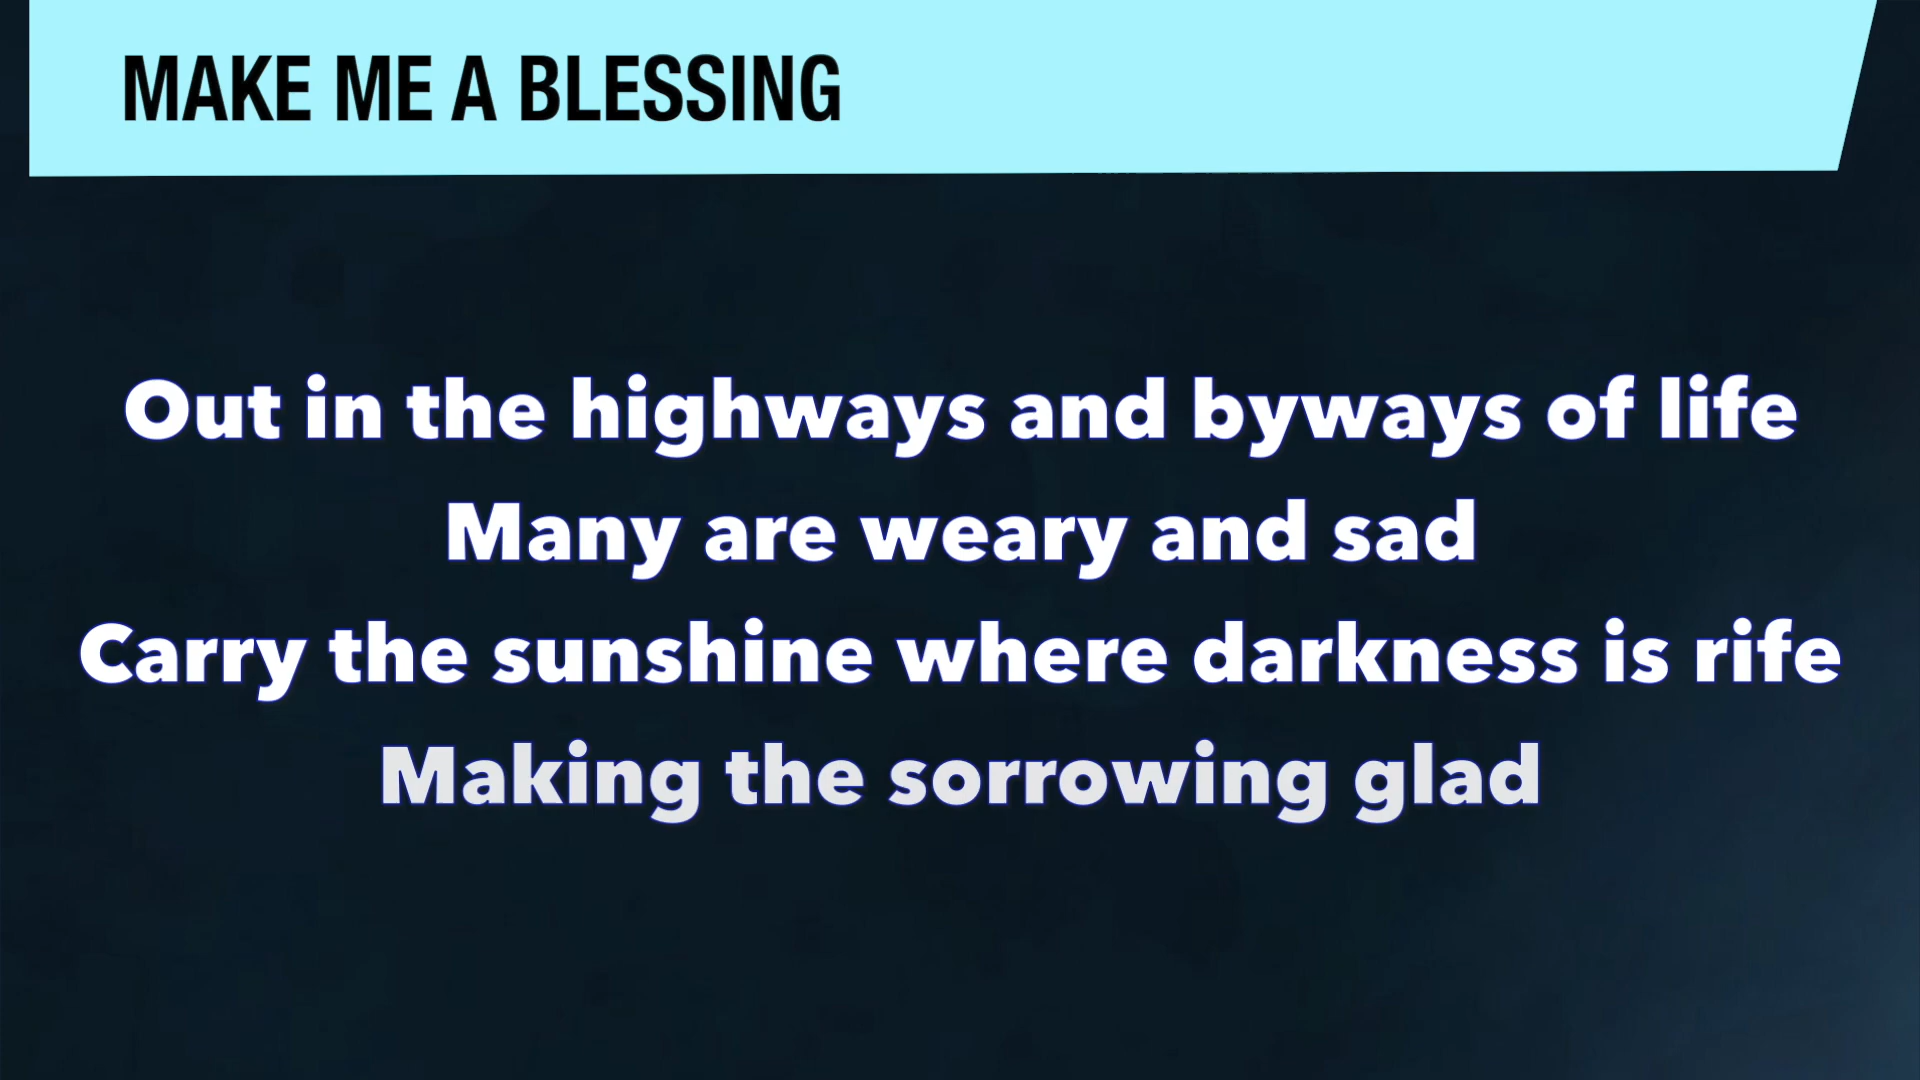 MAKE ME A BLESSING
Out in the highways and byways of life
Many are weary and sad
Carry the sunshine where darkness is rife
Making the sorrowing glad